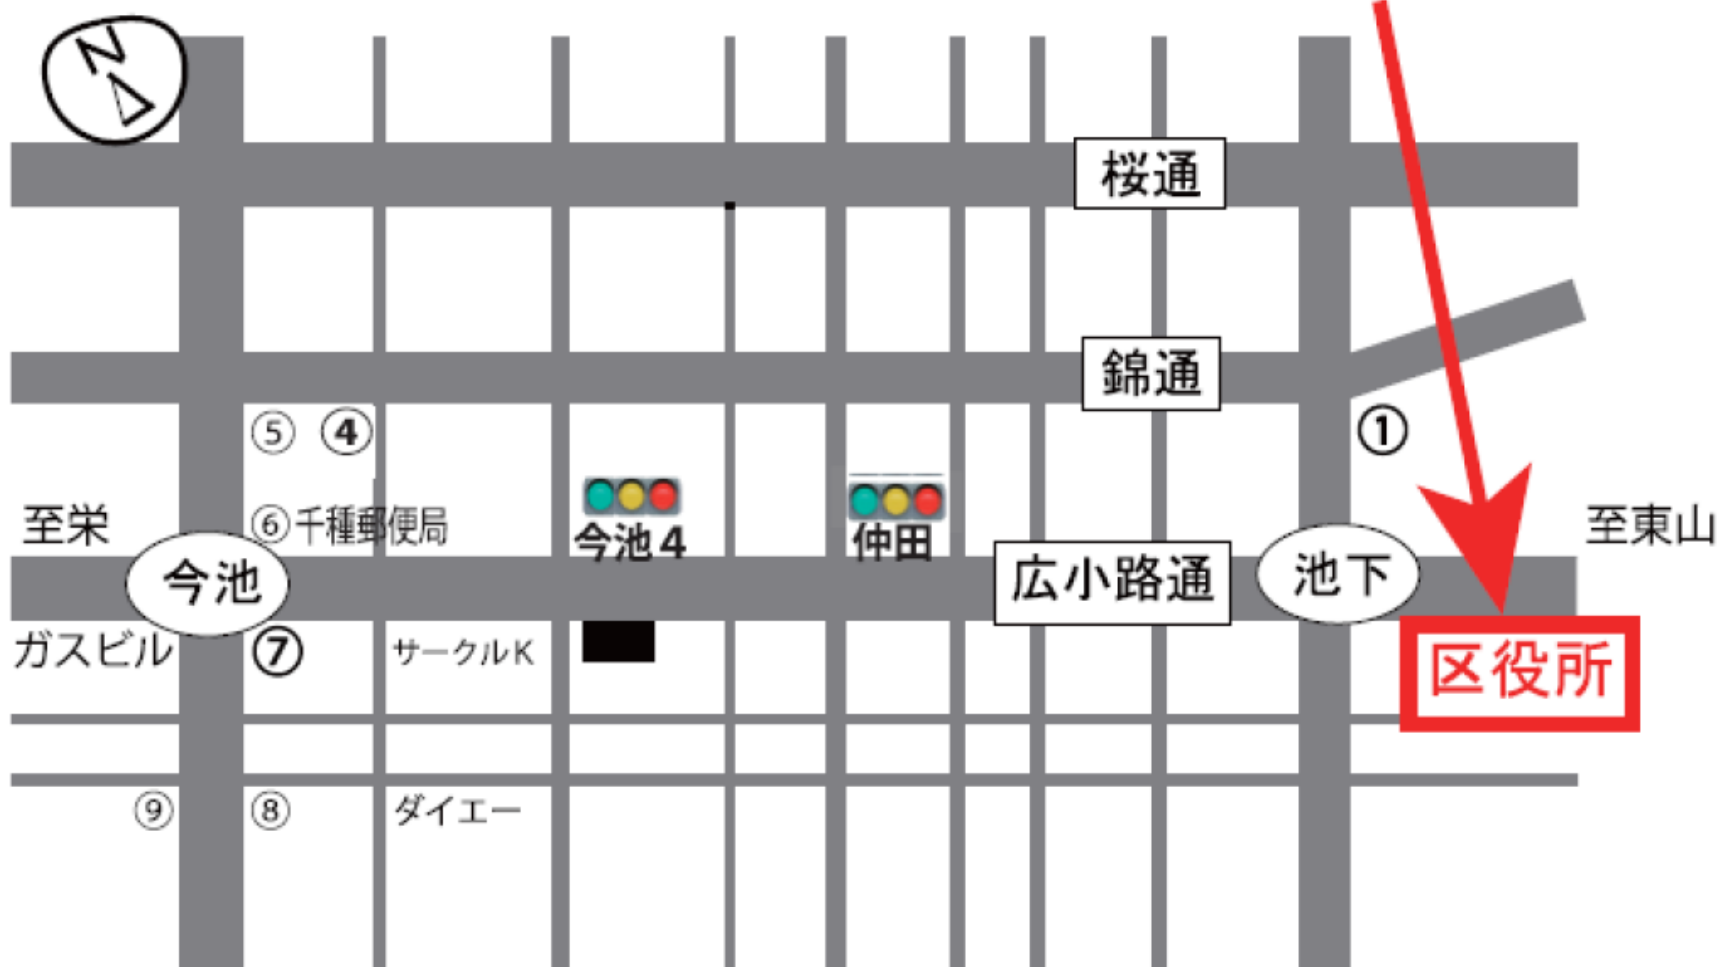 N
桜通
錦通
⑤ ④
①
至栄
⑥千種郵便局
今池4
仲田
至東山
今池
広小路通
池下
ガスビル
⑦
サークルK
区役所
⑨
⑧
ダイエー